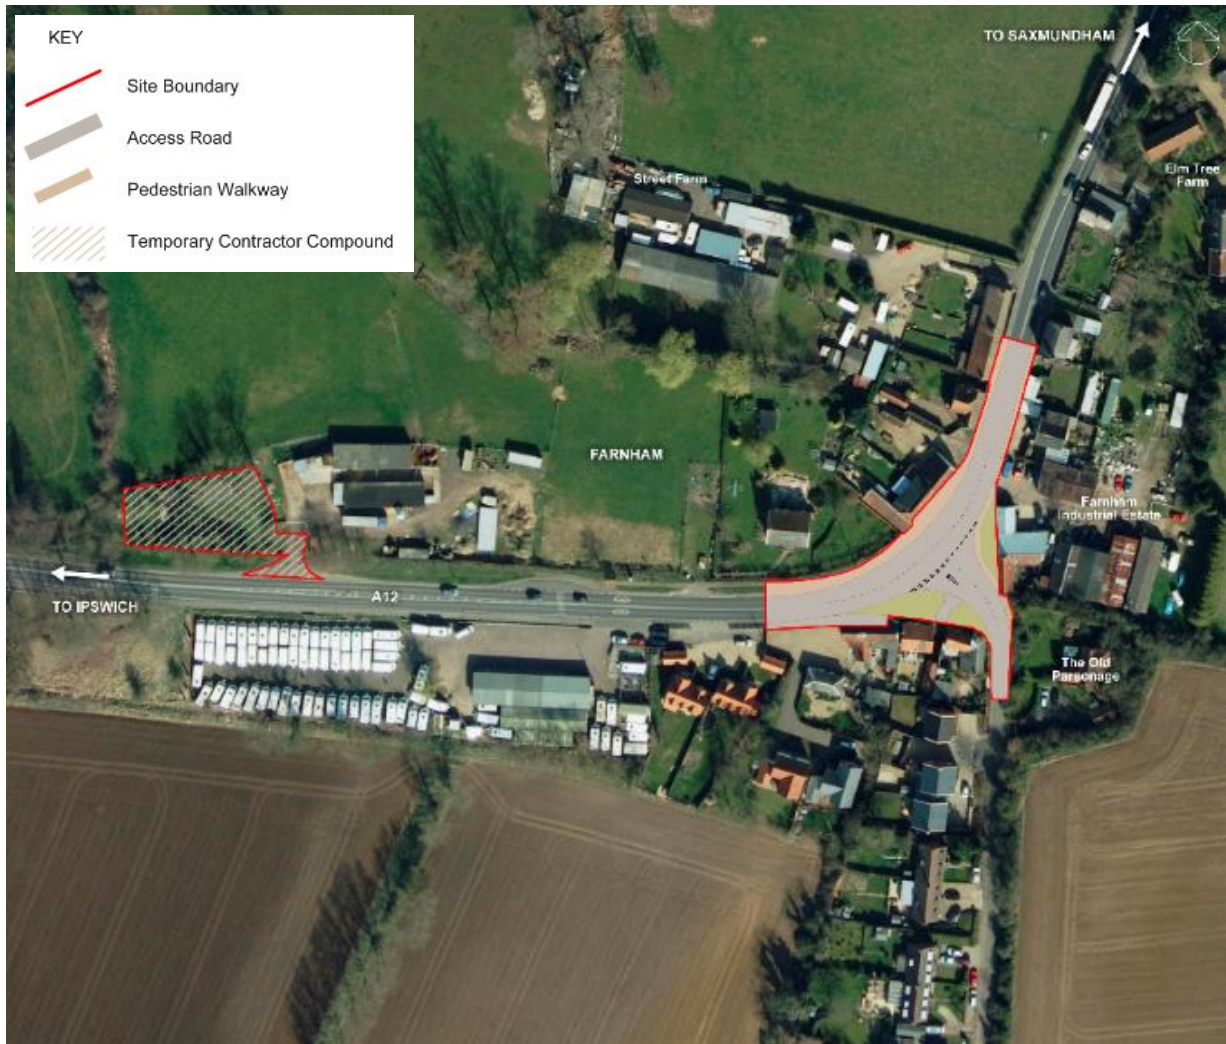 KEY
Site Boundary
Access Road
Pedestrian Walkway
Temporary Contractor Compound
TO SAXMUNDHAM
Elm Tree
Farm
Street Farm
FARNHAM
Farnham
Industrial Estate
A12
TO IPSWICH
The Old
Parsonage